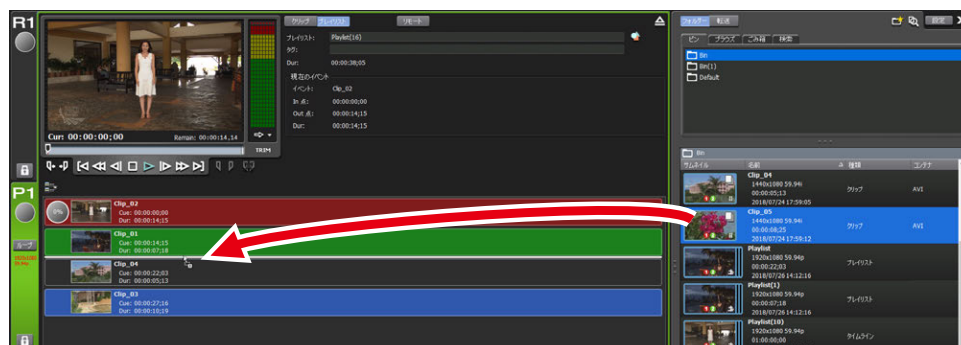 R1
クリップ プレイリスト リモート
プレイリスト: Playlist(16)
タグ:
Dur: 00:00:38;05
現在のイベント
イベント: Clip_02
In 点: 00:00:00;00
Out 点: 00:00:14;15
Dur: 00:00:14;15
Cur: 00:00:00;00 Remain: 00:00:14,14
TRIM
P1
ループ
0%
Clip_02
Cue: 00:00:00;00
Dur: 00:00:14;15
Clip_01
Cue: 00:00:14;15
Dur: 00:00:07;18
Clip_04
Cue: 00:00:22;03
Dur: 00:00:05;13
Clip_03
Cue: 00:00:27;16
Dur: 00:00:10;19
フォルダー 転送 設定
ビン ブラウズ ごみ箱 検索
Bin
Bin(1)
Default
Bin
サムネイル 名前 種類 コンテナ
Clip_04
1440x1080 59.94i
00:00:05;13
2018/07/24 17:59:05
クリップ AVI
Clip_05
1440x1080 59.94i
00:00:08;25
2018/07/24 17:59:12
クリップ AVI
Playlist
1920x1080 59.94p
00:00:22;03
2018/07/26 14:12:16
プレイリスト
Playlist(1)
1920x1080 59.94p
00:00:07;18
2018/07/26 14:12:16
プレイリスト
Playlist(10)
1920x1080 59.94p
01:00:00;00
タイムライン